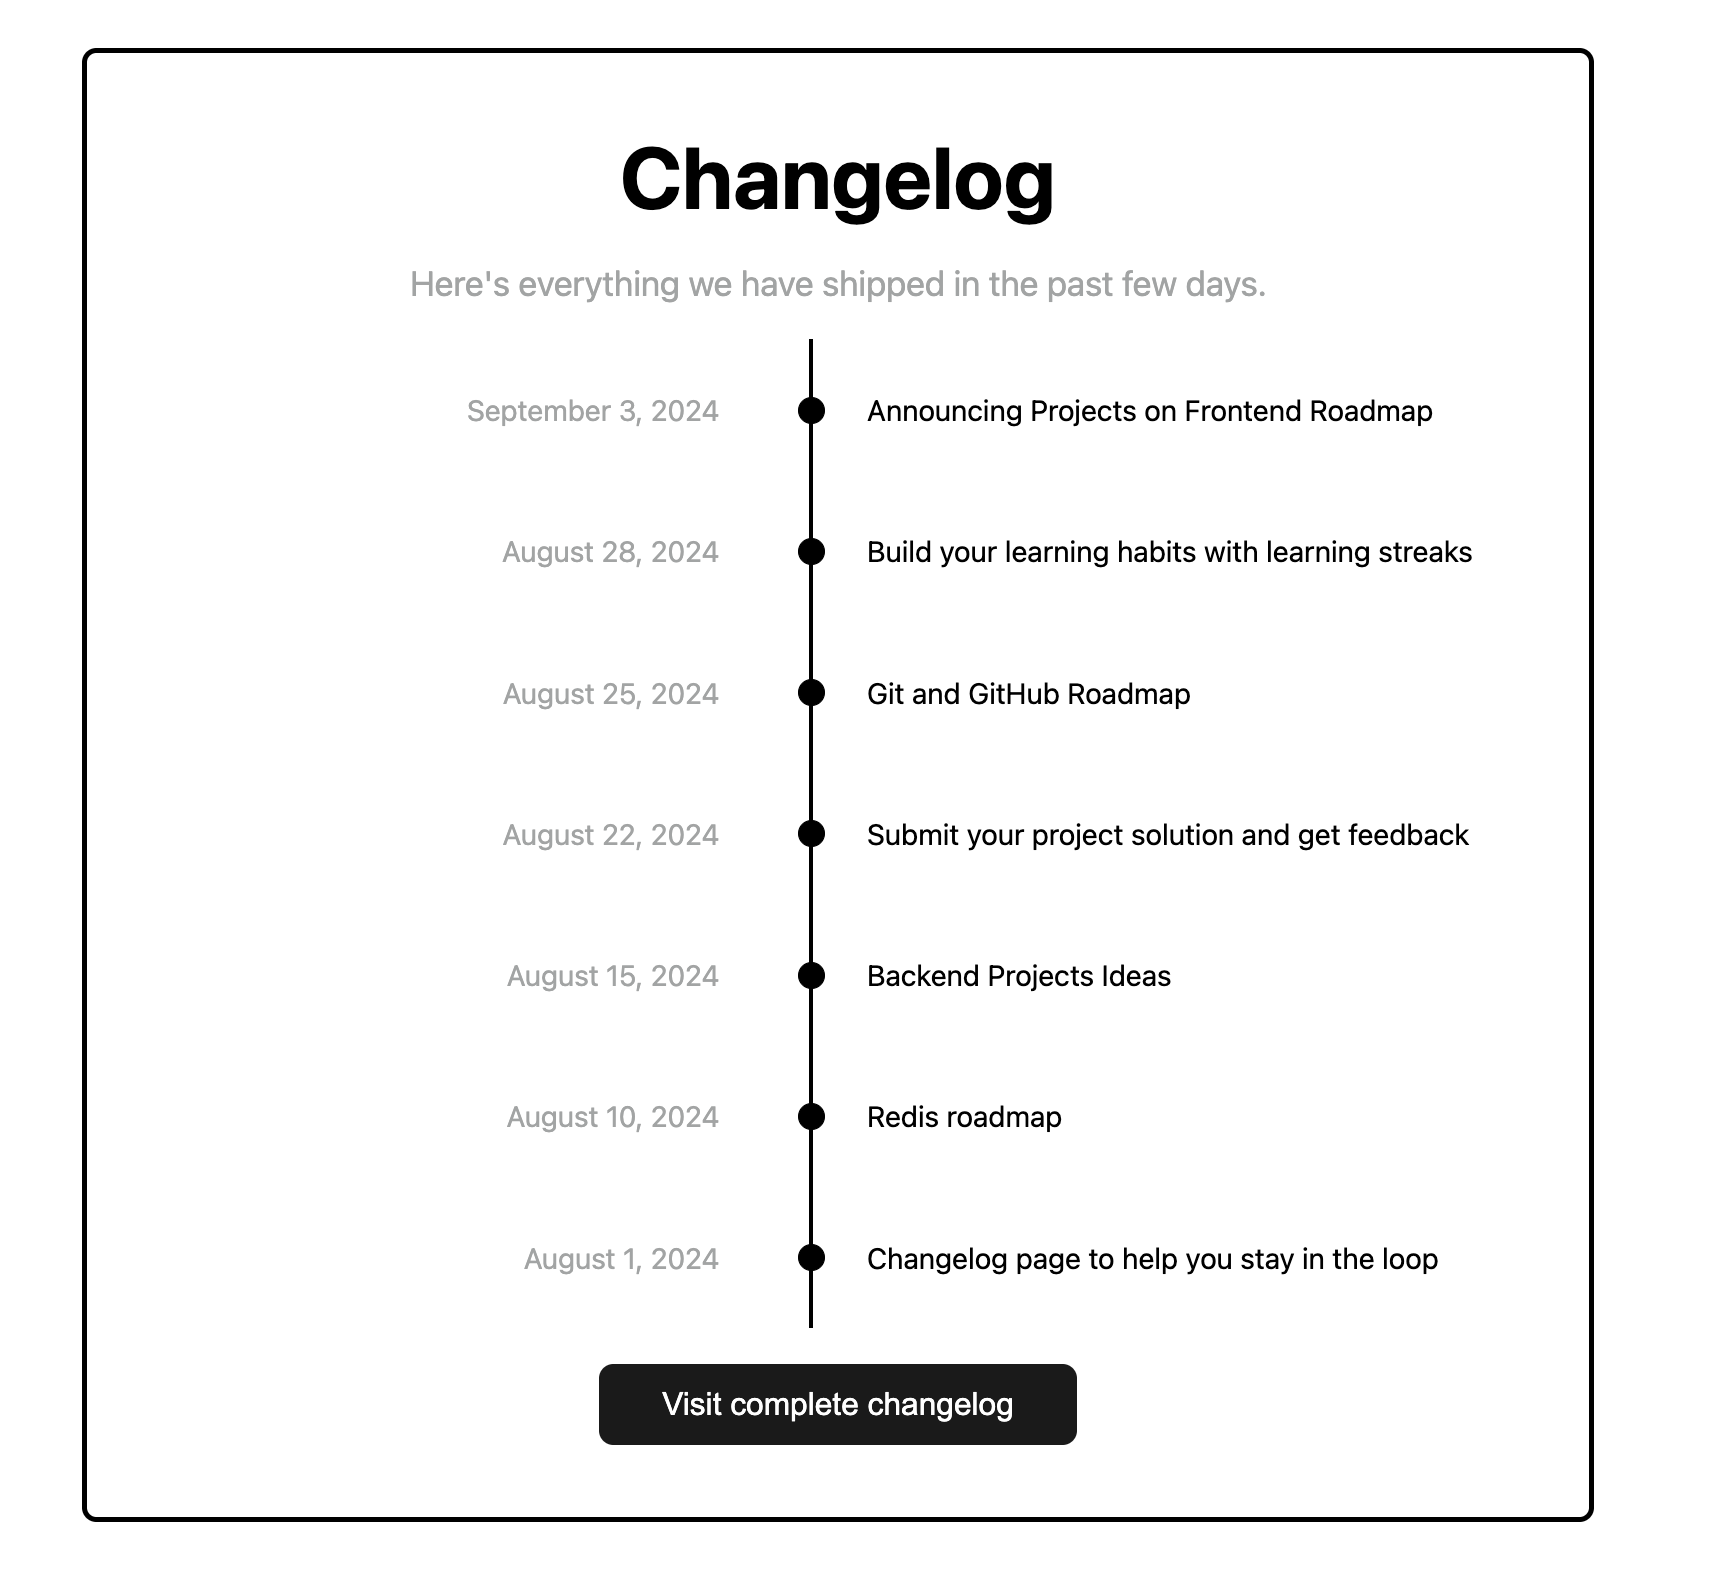 Changelog
Here's everything we have shipped in the past few days.
September 3, 2024 Announcing Projects on Frontend Roadmap
August 28, 2024 Build your learning habits with learning streaks
August 25, 2024 Git and GitHub Roadmap
August 22, 2024 Submit your project solution and get feedback
August 15, 2024 Backend Projects Ideas
August 10, 2024 Redis roadmap
August 1, 2024 Changelog page to help you stay in the loop
Visit complete changelog